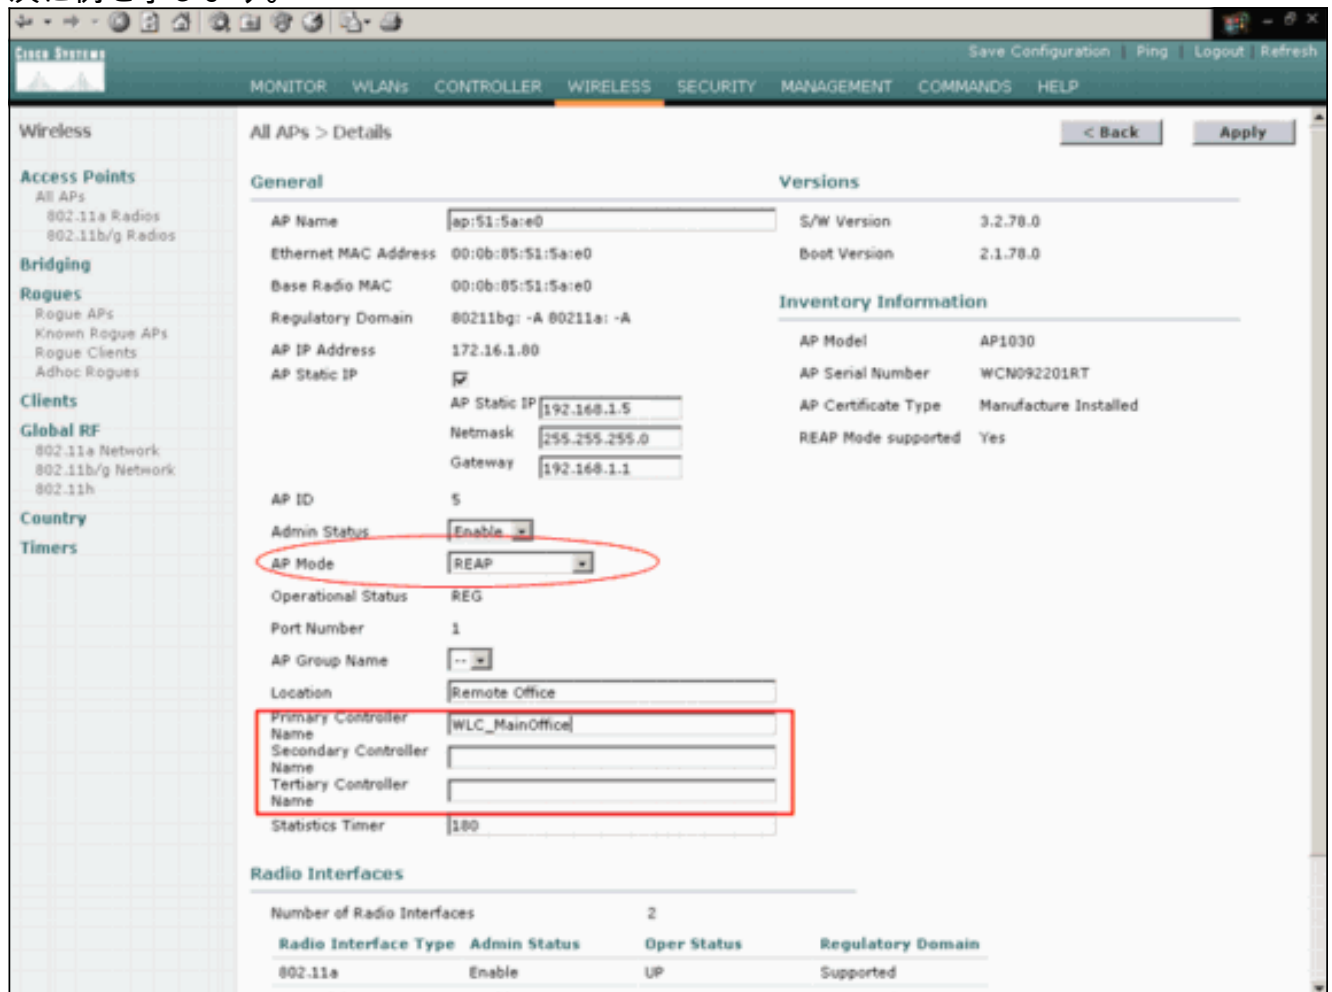 次に例を示します。
Cisco Systems
Save Configuration | Ping | Logout | Refresh
MONITOR WLANs CONTROLLER WIRELESS SECURITY MANAGEMENT COMMANDS HELP
Wireless
Access Points
All APs
802.11a Radios
802.11b/g Radios
Bridging
Rogues
Rogue APs
Known Rogue APs
Rogue Clients
Adhoc Rogues
Clients
Global RF
802.11a Network
802.11b/g Network
802.11h
Country
Timers
All APs > Details
< Back Apply
General
AP Name ap:51:5a:e0
Ethernet MAC Address 00:0b:85:51:5a:e0
Base Radio MAC 00:0b:85:51:5a:e0
Regulatory Domain 80211bg: -A 80211a: -A
AP IP Address 172.16.1.80
AP Static IP
AP Static IP 192.168.1.5
Netmask 255.255.255.0
Gateway 192.168.1.1
AP ID 5
Admin Status Enable
AP Mode REAP
Operational Status REG
Port Number 1
AP Group Name --
Location Remote Office
Primary Controller
Name WLC_MainOffice
Secondary Controller
Name
Tertiary Controller
Name
Statistics Timer 180
Versions
S/W Version 3.2.78.0
Boot Version 2.1.78.0
Inventory Information
AP Model AP1030
AP Serial Number WCN092201RT
AP Certificate Type Manufacture Installed
REAP Mode supported Yes
Radio Interfaces
Number of Radio Interfaces 2
Radio Interface Type Admin Status Oper Status Regulatory Domain
802.11a Enable UP Supported